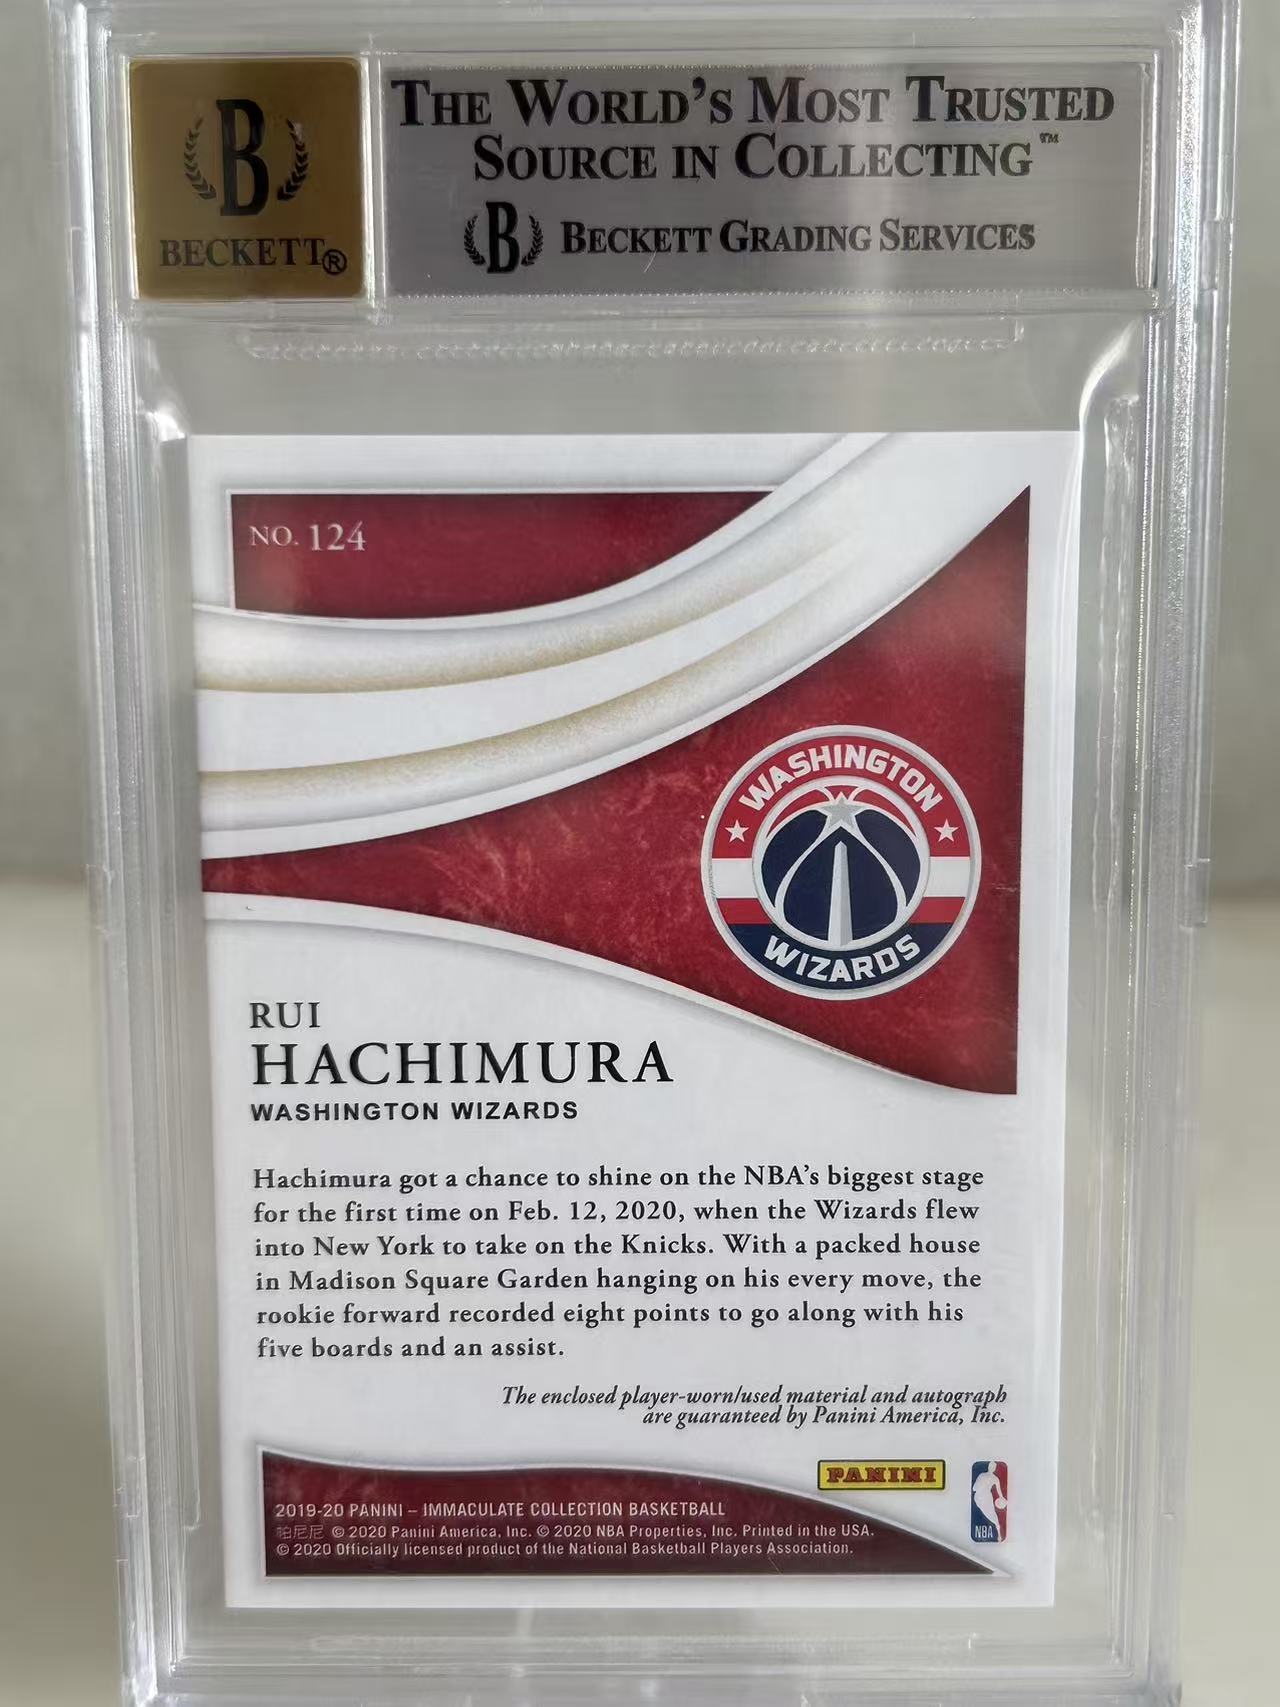 B
BECKETT®
THE WORLD'S MOST TRUSTED
SOURCE IN COLLECTING™
B BECKETT GRADING SERVICES
NO. 124
WASHINGTON
WIZARDS
RUI
HACHIMURA
WASHINGTON WIZARDS
Hachimura got a chance to shine on the NBA's biggest stage
for the first time on Feb. 12, 2020, when the Wizards flew
into New York to take on the Knicks. With a packed house
in Madison Square Garden hanging on his every move, the
rookie forward recorded eight points to go along with his
five boards and an assist.
The enclosed player-worn/used material and autograph
are guaranteed by Panini America, Inc.
PANINI
NBA
2019-20 PANINI – IMMACULATE COLLECTION BASKETBALL
帕尼尼 © 2020 Panini America, Inc. © 2020 NBA Properties, Inc. Printed in the USA.
© 2020 Officially licensed product of the National Basketball Players Association.